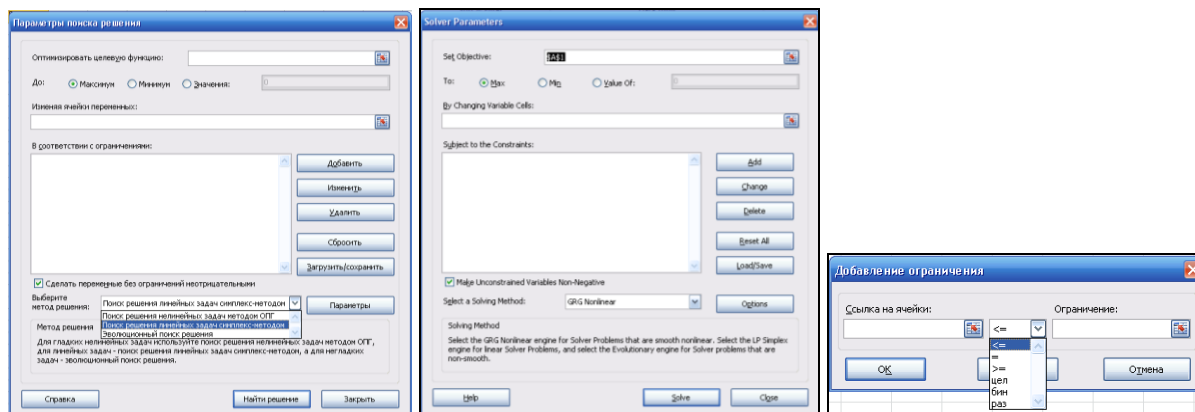 Параметры поиска решения
Оптимизировать целевую функцию:
До: Максимум Минимум Значения: 0
Изменяя ячейки переменных:
В соответствии с ограничениями:
Добавить
Изменить
Удалить
Сбросить
Загрузить/сохранить
Сделать переменные без ограничений неотрицательными
Выберите
метод решения:
Поиск решения линейных задач симплекс-методом
Параметры
Поиск решения нелинейных задач методом ОПГ
Поиск решения линейных задач симплекс-методом
Эволюционный поиск решения
Метод решения
Для гладких нелинейных задач используйте поиск решения нелинейных задач методом ОПГ,
для линейных задач - поиск решения линейных задач симплекс-методом, а для негладких
задач - эволюционный поиск решения.
Справка
Найти решение
Закрыть
Solver Parameters
Set Objective: $A$1
To: Max Min Value Of: 0
By Changing Variable Cells:
Subject to the Constraints:
Add
Change
Delete
Reset All
Load/Save
Make Unconstrained Variables Non-Negative
Select a Solving Method: GRG Nonlinear
Options
Solving Method
Select the GRG Nonlinear engine for Solver Problems that are smooth nonlinear. Select the LP Simplex
engine for linear Solver Problems, and select the Evolutionary engine for Solver problems that are
non-smooth.
Help
Solve
Close
Добавление ограничения
Ссылка на ячейки:
Ограничение:
<=
<=
=
>=
цел
бин
раз
OK
Отмена